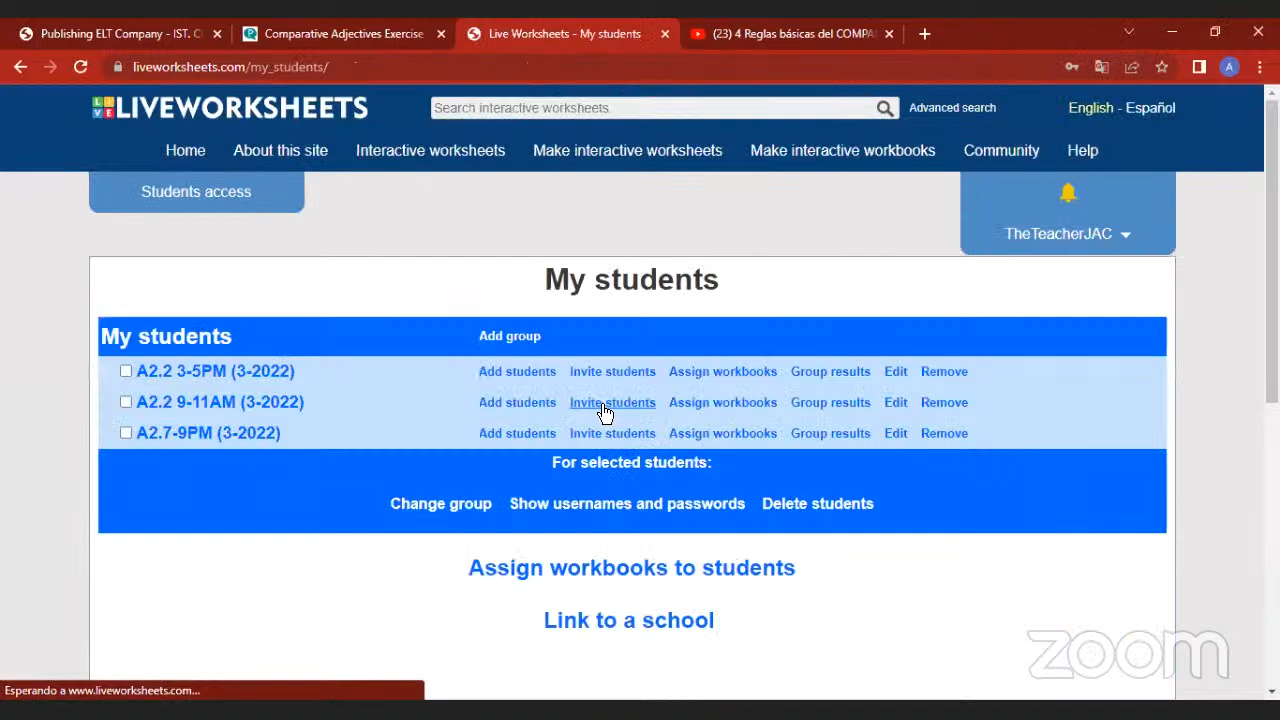 Publishing ELT Company - IST. C
Comparative Adjectives Exercise
Live Worksheets - My students
(23) 4 Reglas básicas del COMPA
liveworksheets.com/my_students/
A
LIVE LIVEWORKSHEETS
Search interactive worksheets
Advanced search
English - Español
Home About this site Interactive worksheets Make interactive worksheets Make interactive workbooks Community Help
Students access
TheTeacherJAC
My students
My students Add group
A2.2 3-5PM (3-2022) Add students Invite students Assign workbooks Group results Edit Remove
A2.2 9-11AM (3-2022) Add students Invite students Assign workbooks Group results Edit Remove
A2.7-9PM (3-2022) Add students Invite students Assign workbooks Group results Edit Remove
For selected students:
Change group Show usernames and passwords Delete students
Assign workbooks to students
Link to a school
zoom
Esperando a www.liveworksheets.com...